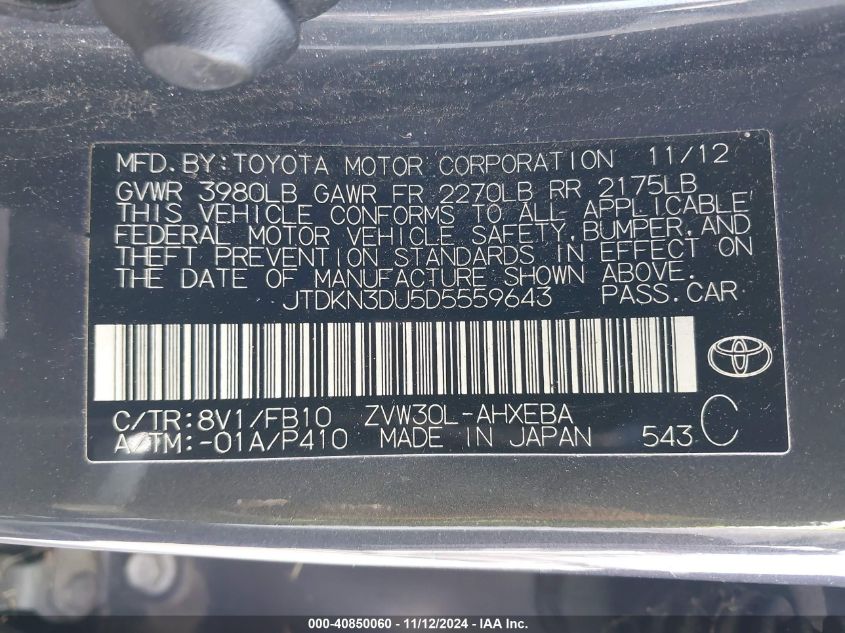 MFD.BY:TOYOTA MOTOR CORPORATION 11/12
GVWR 3980LB GAWR FR 2270LB RR 2175LB
THIS VEHICLE CONFORMS TO ALL APPLICABLE
FEDERAL MOTOR VEHICLE SAFETY,BUMPER,AND
THEFT PREVENTION STANDARDS IN EFFECT ON
THE DATE OF MANUFACTURE SHOWN ABOVE.
JTDKN3DU5D5559643 PASS.CAR
C/TR:8V1/FB10 ZVW30L-AHXEBA
A/TM:-01A/P410 MADE IN JAPAN 543 C
000-40850060 - 11/12/2024 - IAA Inc.